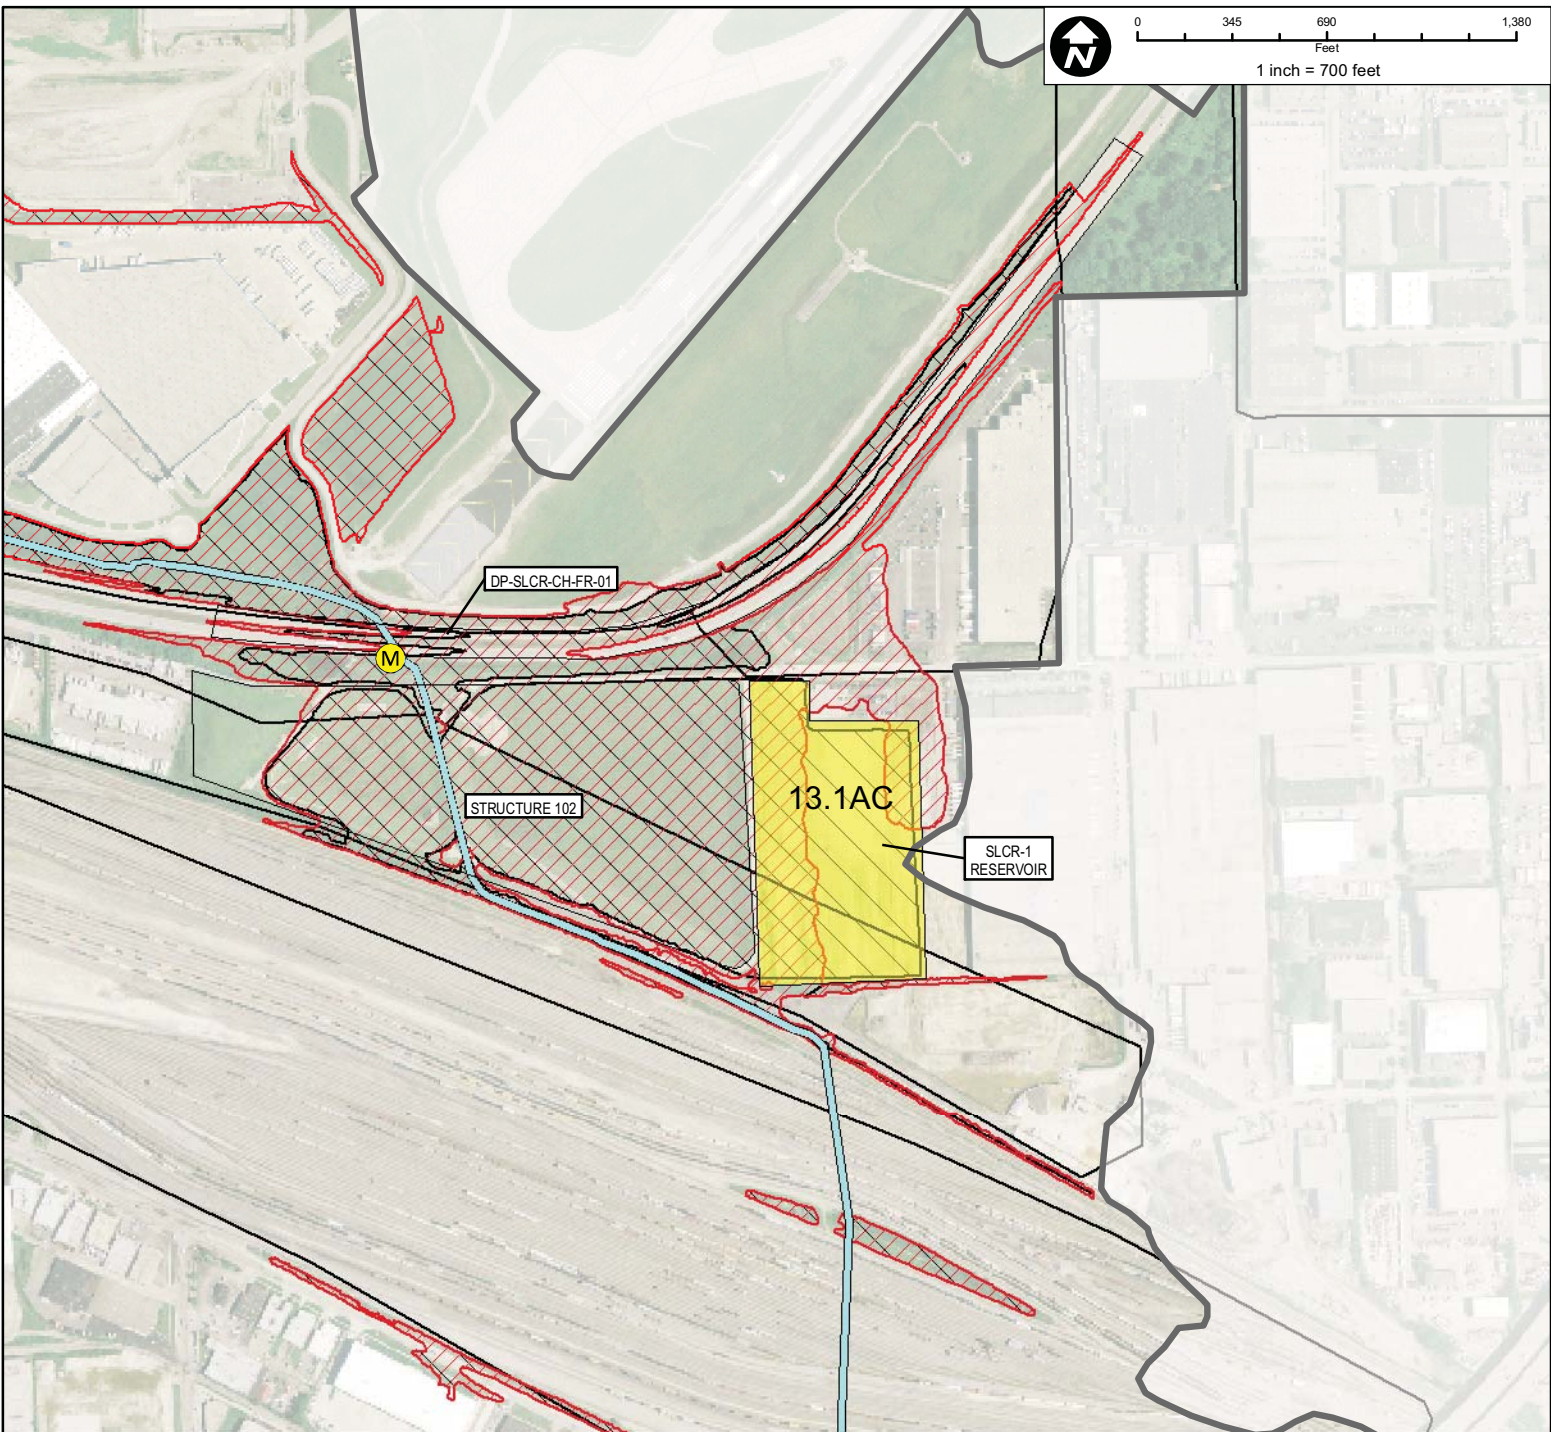 N
0 345 690 1,380
Feet
1 inch = 700 feet
DP-SLCR-CH-FR-01
M
13.1AC
STRUCTURE 102
SLCR-1
RESERVOIR